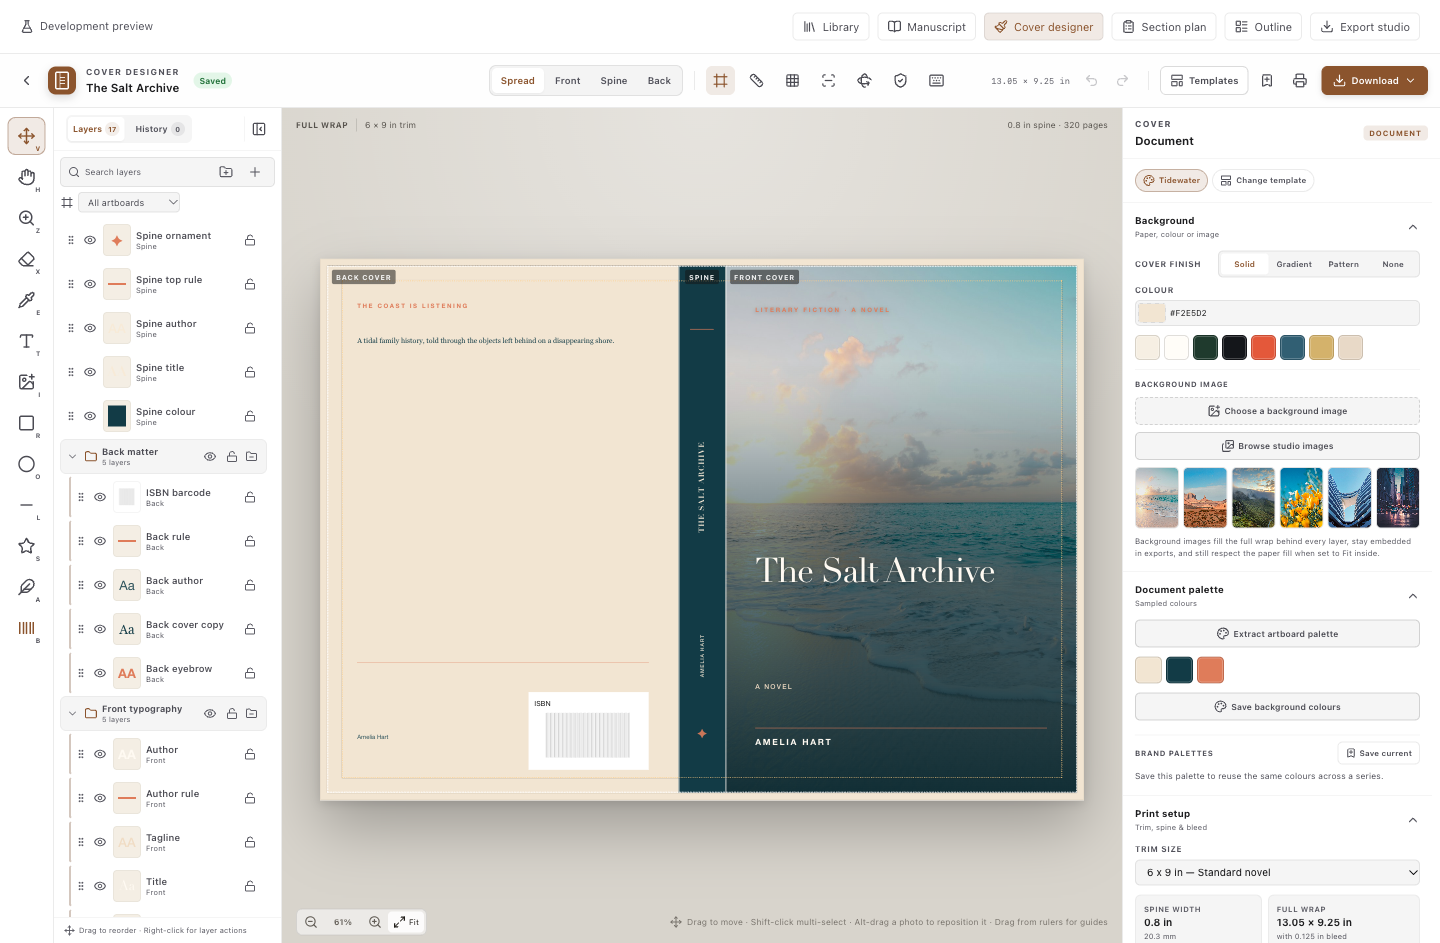 Development preview
Library
Manuscript
Cover designer
Section plan
Outline
Export studio
COVER DESIGNER
The Salt Archive
Saved
Spread
Front
Spine
Back
13.05 × 9.25 in
Templates
Download
Layers 17
History 0
Search layers
All artboards
Spine ornament
Spine
Spine top rule
Spine
Spine author
Spine
Spine title
Spine
Spine colour
Spine
Back matter
5 layers
ISBN barcode
Back
Back rule
Back
Aa
Back author
Back
Aa
Back cover copy
Back
AA
Back eyebrow
Back
Front typography
5 layers
AA
Author
Front
Author rule
Front
AA
Tagline
Front
Title
Front
Drag to reorder · Right-click for layer actions
V
H
Z
X
E
T
I
R
O
L
S
A
B
FULL WRAP
6 × 9 in trim
0.8 in spine · 320 pages
BACK COVER
SPINE
FRONT COVER
THE COAST IS LISTENING
A tidal family history, told through the objects left behind on a disappearing shore.
Amelia Hart
ISBN
THE SALT ARCHIVE
AMELIA HART
LITERARY FICTION · A NOVEL
The Salt Archive
A NOVEL
AMELIA HART
61%
Fit
Drag to move · Shift-click multi-select · Alt-drag a photo to reposition it · Drag from rulers for guides
COVER
Document
DOCUMENT
Tidewater
Change template
Background
Paper, colour or image
COVER FINISH
Solid
Gradient
Pattern
None
COLOUR
#F2E5D2
BACKGROUND IMAGE
Choose a background image
Browse studio images
Background images fill the full wrap behind every layer, stay embedded
in exports, and still respect the paper fill when set to Fit inside.
Document palette
Sampled colours
Extract artboard palette
Save background colours
BRAND PALETTES
Save current
Save this palette to reuse the same colours across a series.
Print setup
Trim, spine & bleed
TRIM SIZE
6 x 9 in — Standard novel
SPINE WIDTH
0.8 in
20.3 mm
FULL WRAP
13.05 × 9.25 in
with 0.125 in bleed